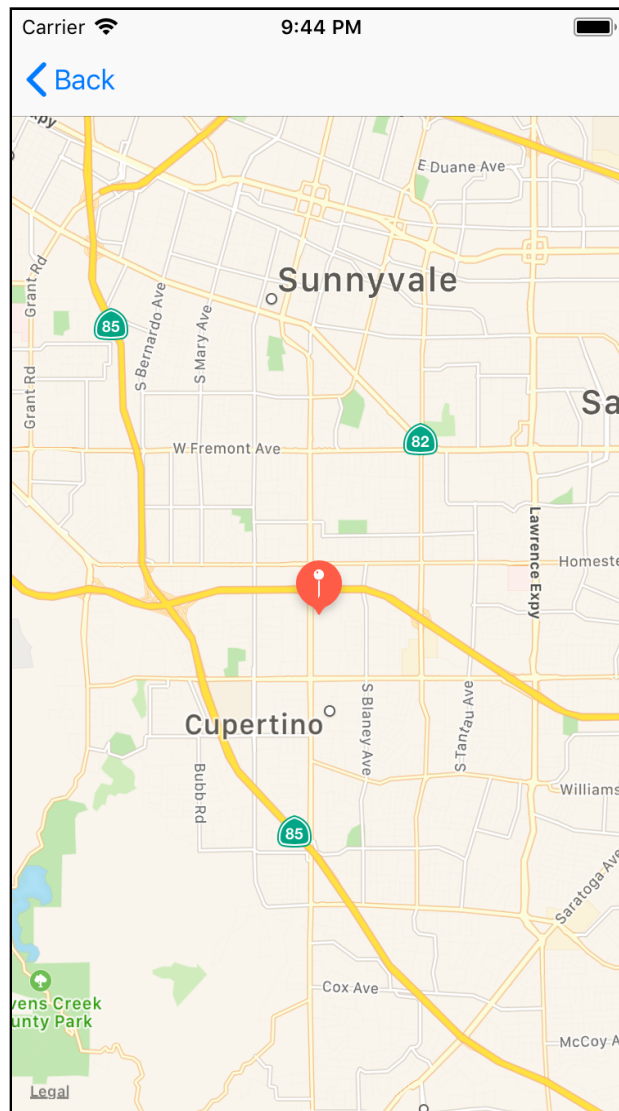 Carrier
9:44 PM
Back
E Duane Ave
Sunnyvale
Grant Rd
85
S Bernardo Ave
S Mary Ave
Grant Rd
Sa
82
W Fremont Ave
Lawrence Expy
Homeste
S Blaney Ave
S Tantau Ave
Cupertino
Bubb Rd
Williams
85
Saratoga Ave
vens Creek
unty Park
Cox Ave
McCoy A
Legal